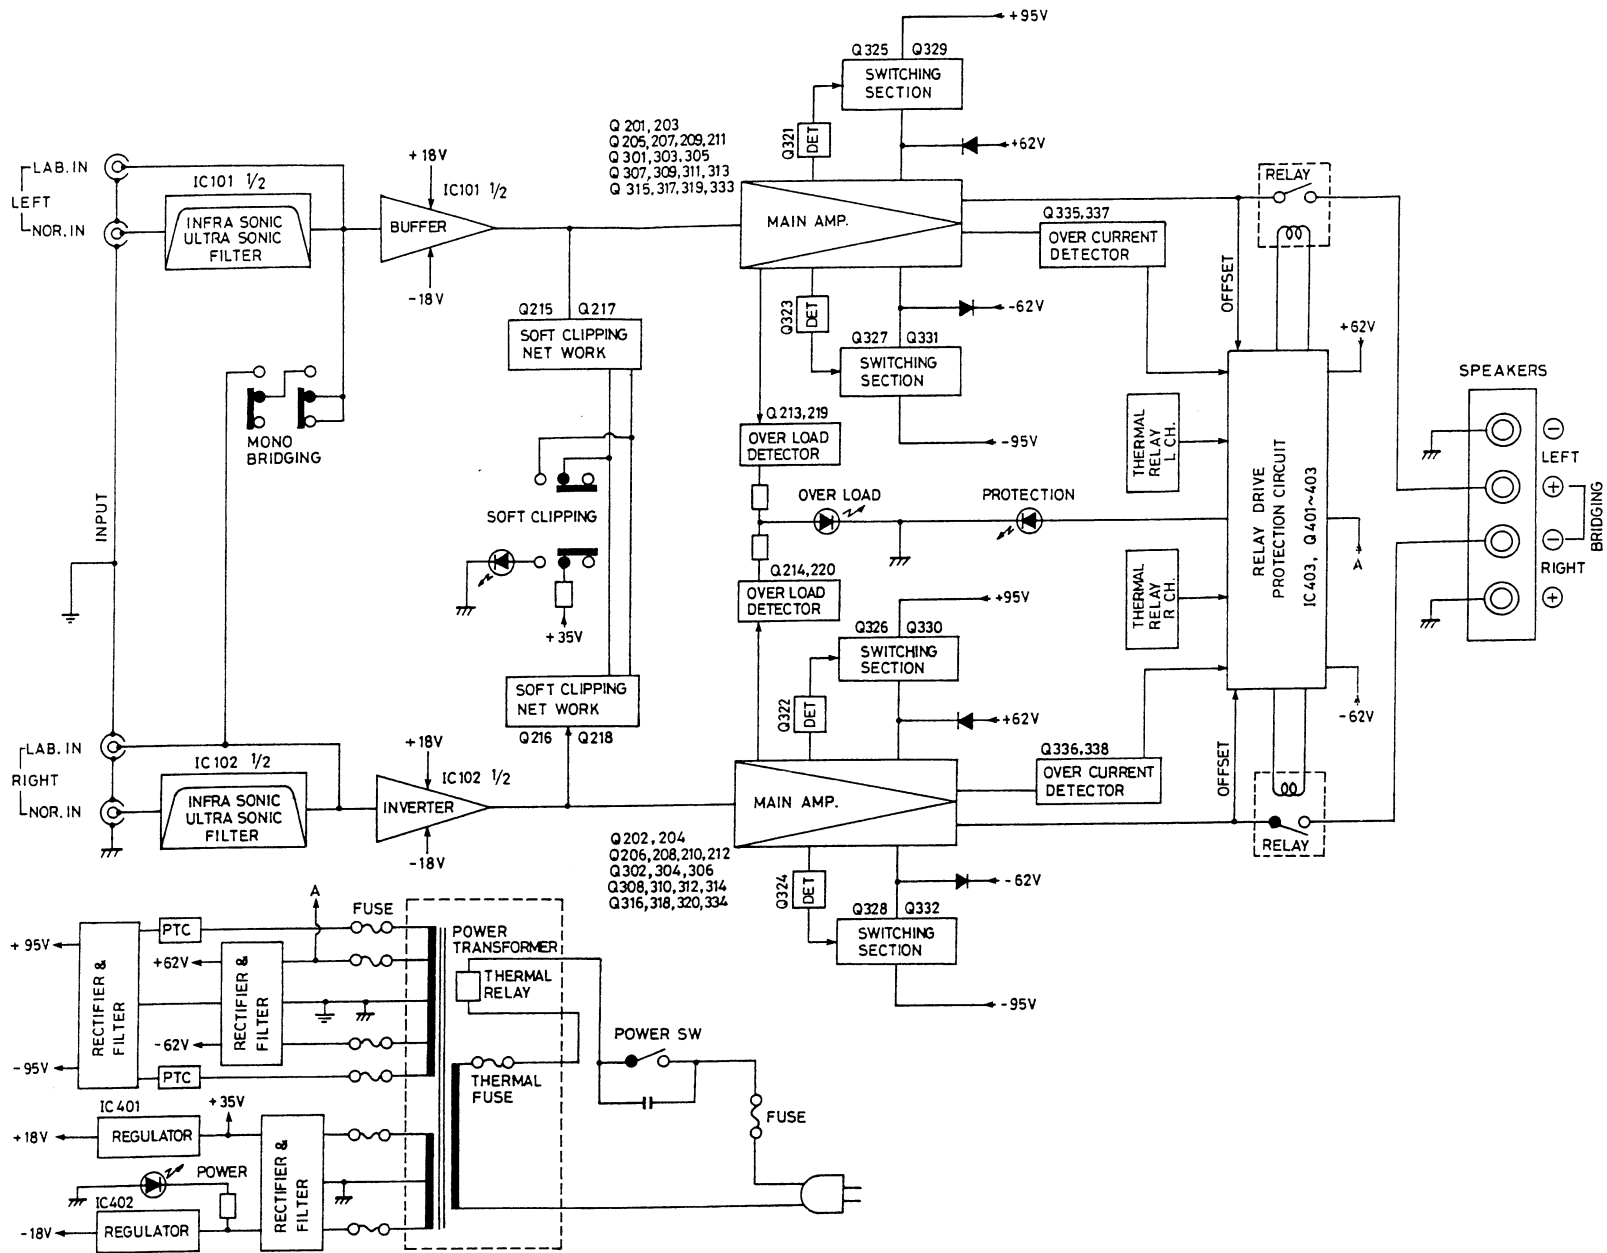 +95V
Q325 Q329
SWITCHING
SECTION
Q321
DET
+62V
Q 201, 203
Q 205, 207, 209, 211
Q 301, 303. 305
Q 307, 309, 311, 313
Q 315, 317, 319, 333
LAB. IN
LEFT
NOR. IN
IC101 1/2
INFRA SONIC
ULTRA SONIC
FILTER
+18V
IC101 1/2
BUFFER
-18V
MAIN AMP.
Q335,337
OVER CURRENT
DETECTOR
RELAY
OFFSET
Q323
DET
-62V
Q327 Q331
SWITCHING
SECTION
-95V
Q215 Q217
SOFT CLIPPING
NET WORK
MONO
BRIDGING
INPUT
SOFT CLIPPING
+35V
SOFT CLIPPING
NET WORK
Q216 Q218
Q213,219
OVER LOAD
DETECTOR
OVER LOAD
PROTECTION
Q214,220
OVER LOAD
DETECTOR
THERMAL
RELAY
L CH.
THERMAL
RELAY
R CH.
RELAY DRIVE
PROTECTION CIRCUIT
IC403, Q401~403
+62V
A
-62V
SPEAKERS
-
LEFT
+
BRIDGING
-
RIGHT
+
+95V
Q326 Q330
SWITCHING
SECTION
Q322
DET
+62V
LAB. IN
RIGHT
NOR. IN
IC102 1/2
INFRA SONIC
ULTRA SONIC
FILTER
+18V
IC102 1/2
INVERTER
-18V
MAIN AMP.
Q336,338
OVER CURRENT
DETECTOR
OFFSET
RELAY
Q202, 204
Q206, 208, 210, 212
Q302, 304, 306
Q308, 310, 312, 314
Q316, 318, 320, 334
Q324
DET
-62V
Q328 Q332
SWITCHING
SECTION
-95V
A
FUSE
PTC
+95V
+62V
RECTIFIER &
FILTER
RECTIFIER &
FILTER
-62V
-95V
PTC
POWER
TRANSFORMER
THERMAL
RELAY
THERMAL
FUSE
POWER SW
FUSE
IC401
+35V
+18V
REGULATOR
RECTIFIER &
FILTER
POWER
IC402
-18V
REGULATOR